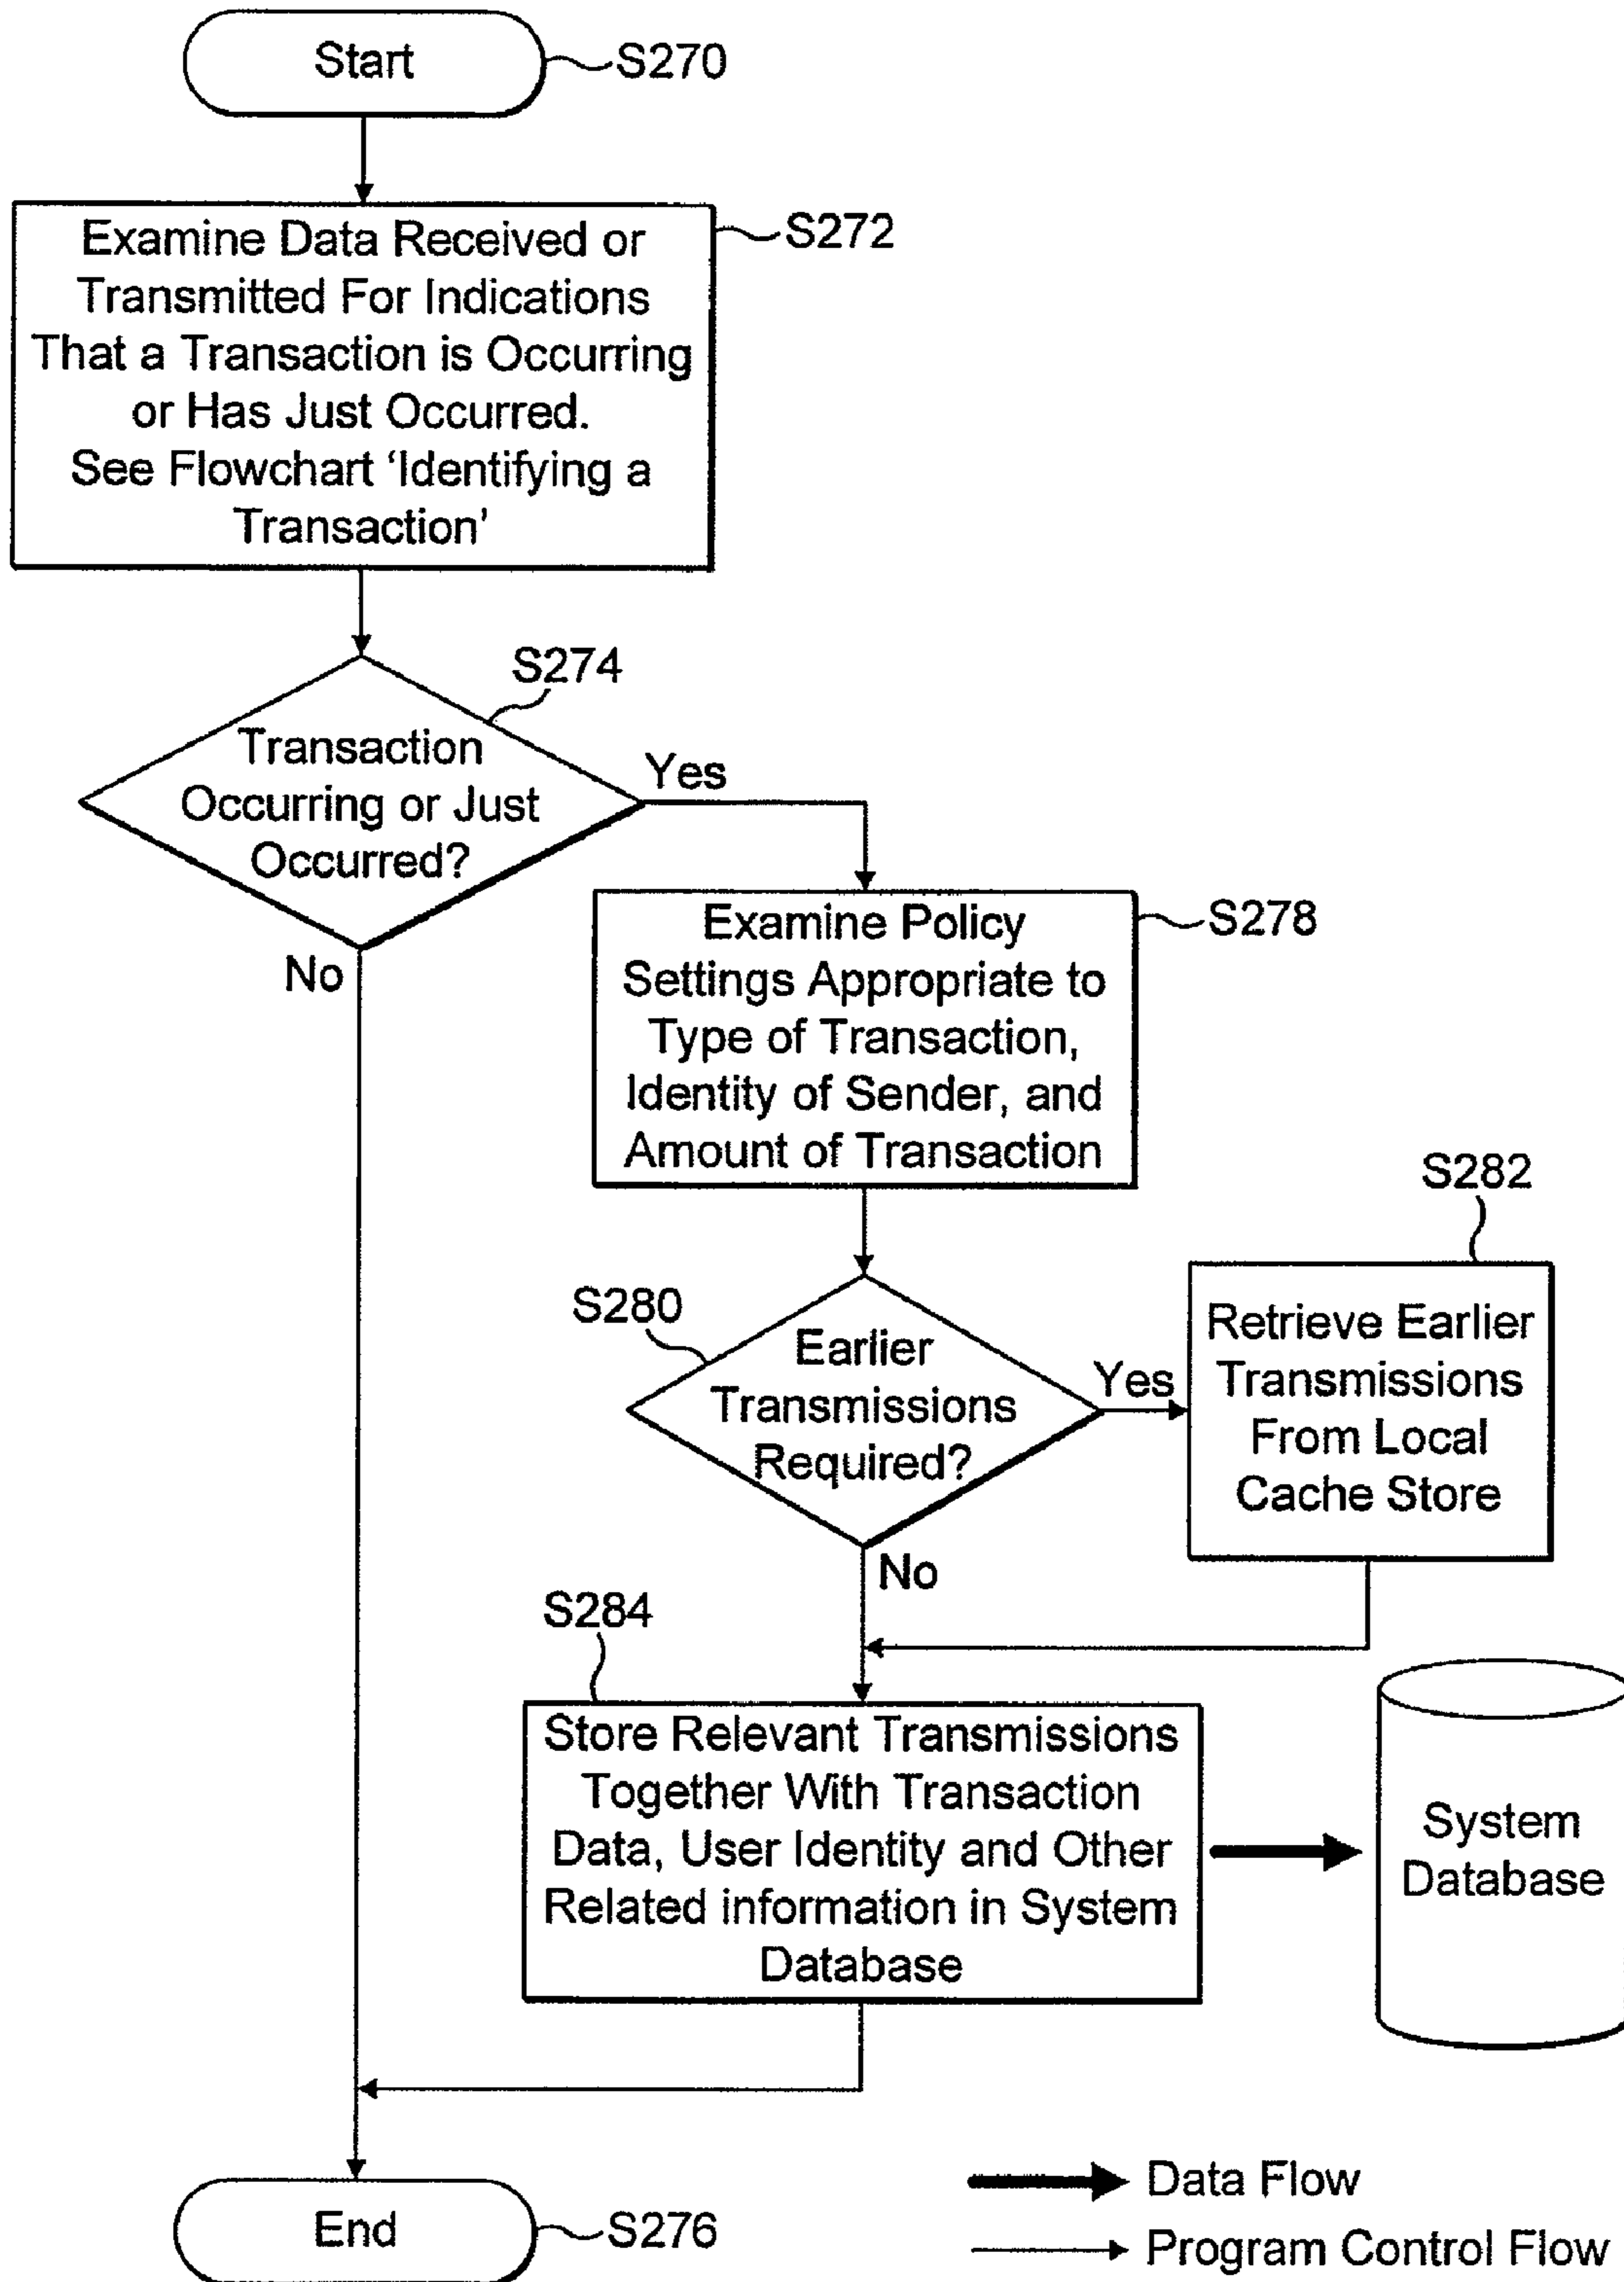 Start
S270
Examine Data Received or
Transmitted For Indications
That a Transaction is Occurring
or Has Just Occurred.
See Flowchart ‘Identifying a
Transaction’
S272
S274
Transaction
Occurring or Just
Occurred?
Yes
No
Examine Policy
Settings Appropriate to
Type of Transaction,
Identity of Sender, and
Amount of Transaction
S278
S280
Earlier
Transmissions
Required?
Yes
No
S282
Retrieve Earlier
Transmissions
From Local
Cache Store
S284
Store Relevant Transmissions
Together With Transaction
Data, User Identity and Other
Related information in System
Database
System
Database
End
S276
Data Flow
Program Control Flow